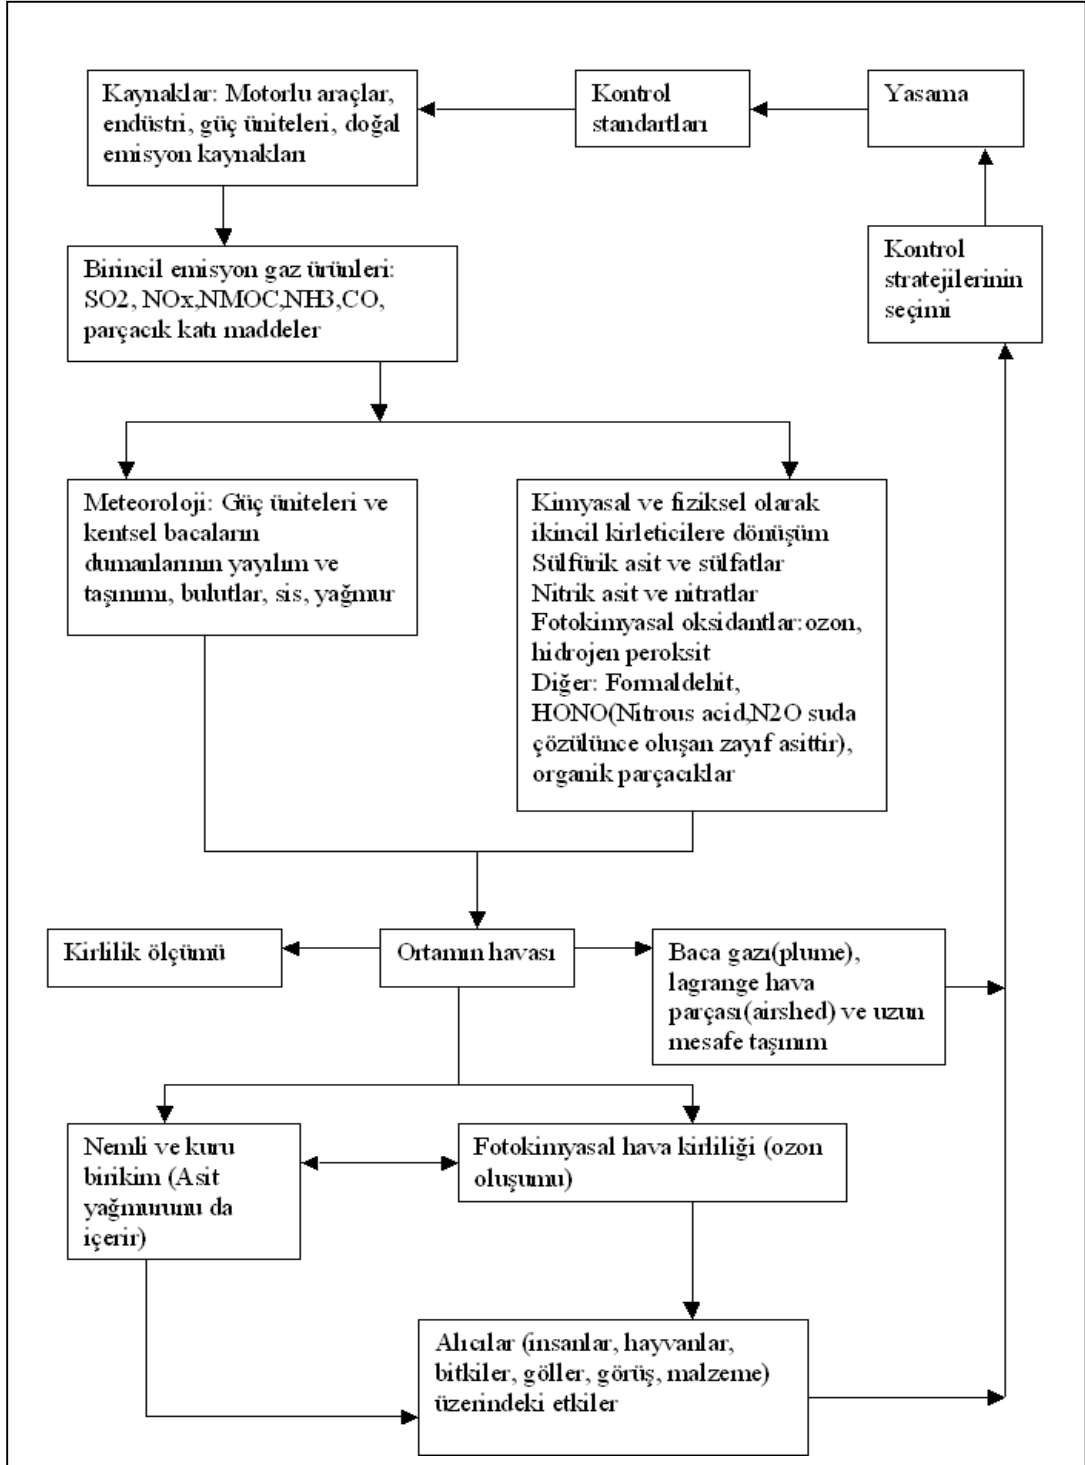 Kaynaklar: Motorlu araçlar,
endüstri, güç üniteleri, doğal
emisyon kaynakları
Kontrol
standartları
Yasama
Kontrol
stratejilerinin
seçimi
Birincil emisyon gaz ürünleri:
SO2, NOx,NMOC,NH3,CO,
parçacık katı maddeler
Meteoroloji: Güç üniteleri ve
kentsel bacaların
dumanlarının yayılım ve
taşınımı, bulutlar, sis, yağmur
Kimyasal ve fiziksel olarak
ikincil kirleticilere dönüşüm
Sülfürik asit ve sülfatlar
Nitrik asit ve nitratlar
Fotokimyasal oksidantlar:ozon,
hidrojen peroksit
Diğer: Formaldehit,
HONO(Nitrous acid,N2O suda
çözülünce oluşan zayıf asittir),
organik parçacıklar
Kirlilik ölçümü
Ortamın havası
Baca gazı(plume),
lagrange hava
parçası(airshed) ve uzun
mesafe taşınım
Nemli ve kuru
birikim (Asit
yağmurunu da
içerir)
Fotokimyasal hava kirliliği (ozon
oluşumu)
Alıcılar (insanlar, hayvanlar,
bitkiler, göller, görüş, malzeme)
üzerindeki etkiler